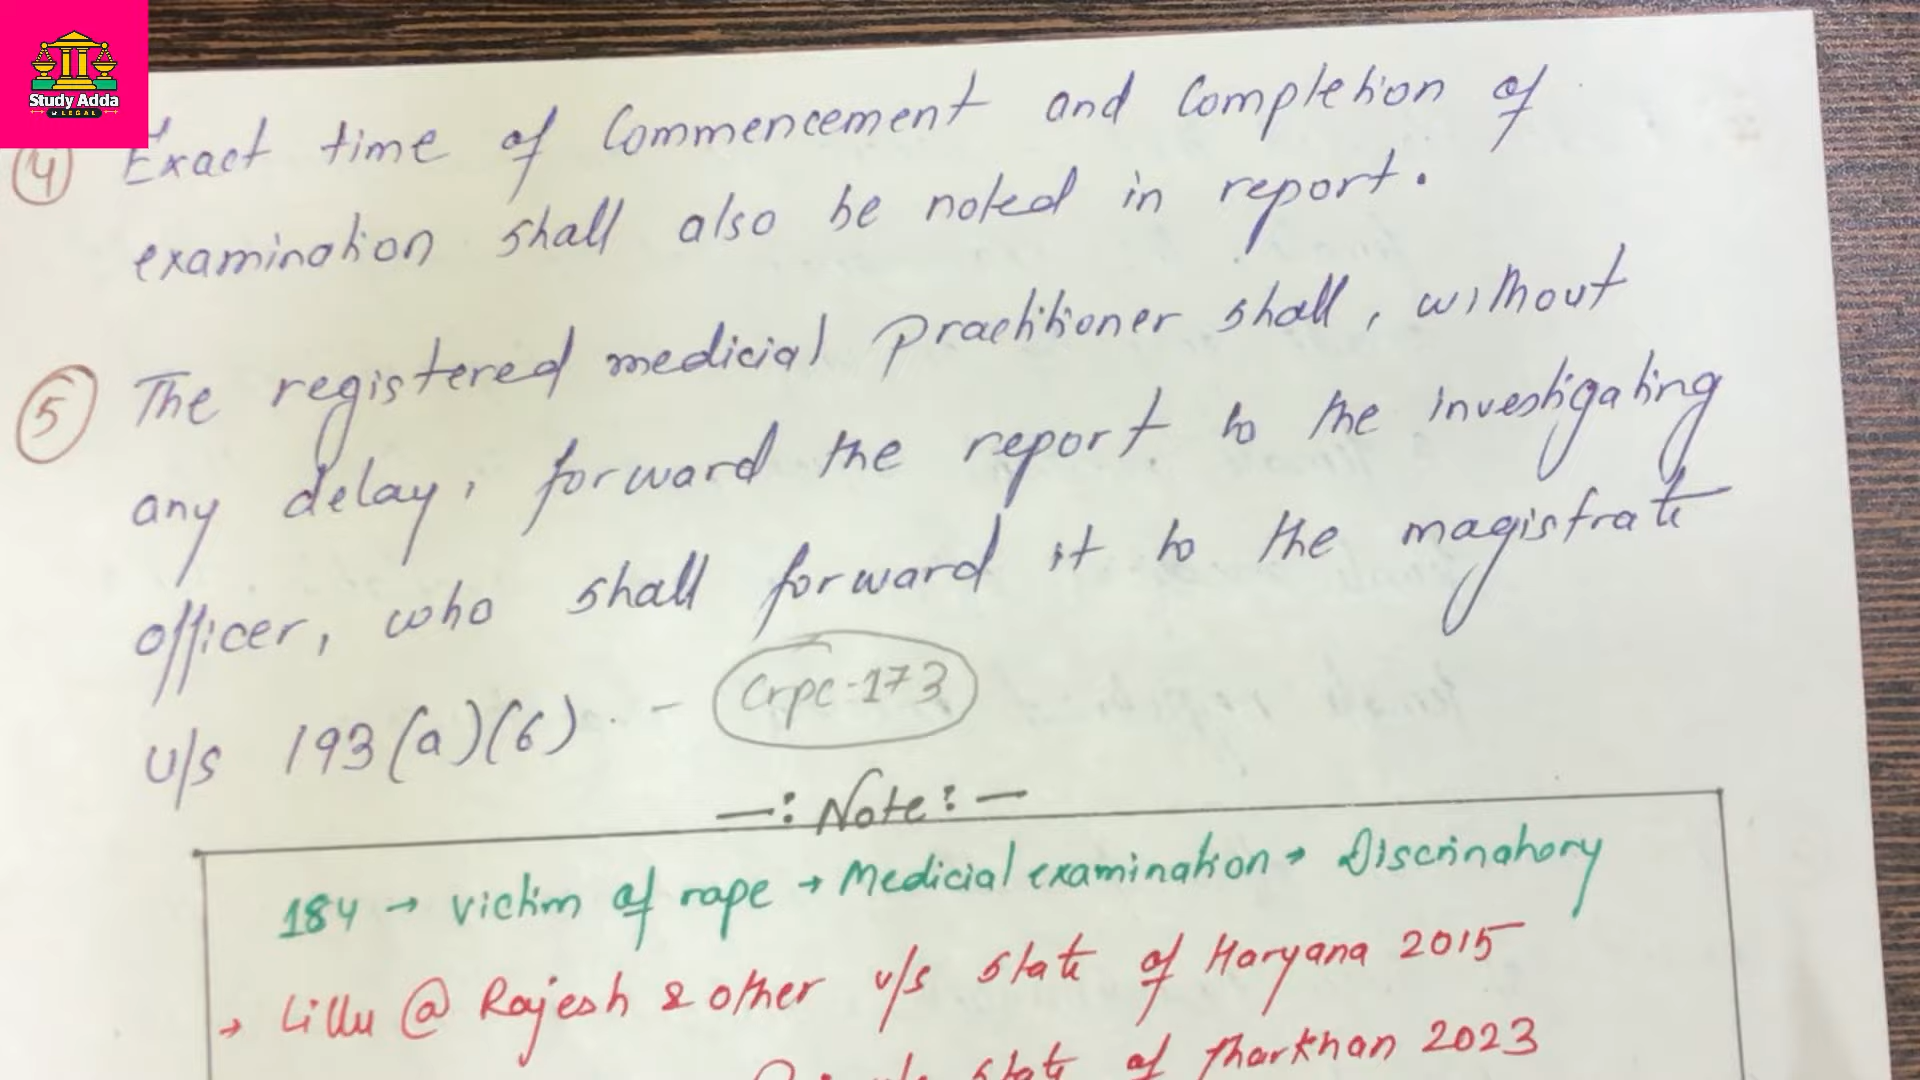 Study Adda
LEGAL
4 Exact time of Commencement and Completion of
examination shall also be noted in report.
5 The registered medicial Practitioner shall, without
any delay, forward the report to the investigating
officer, who shall forward it to the magistrate
u/s 193(a)(6) - Crpc-173
-: Note: -
184 → victim of rape → Medicial examination → Discrinatory
→ Lillu @ Rajesh & other v/s state of Haryana 2015
state of Jharkhan 2023